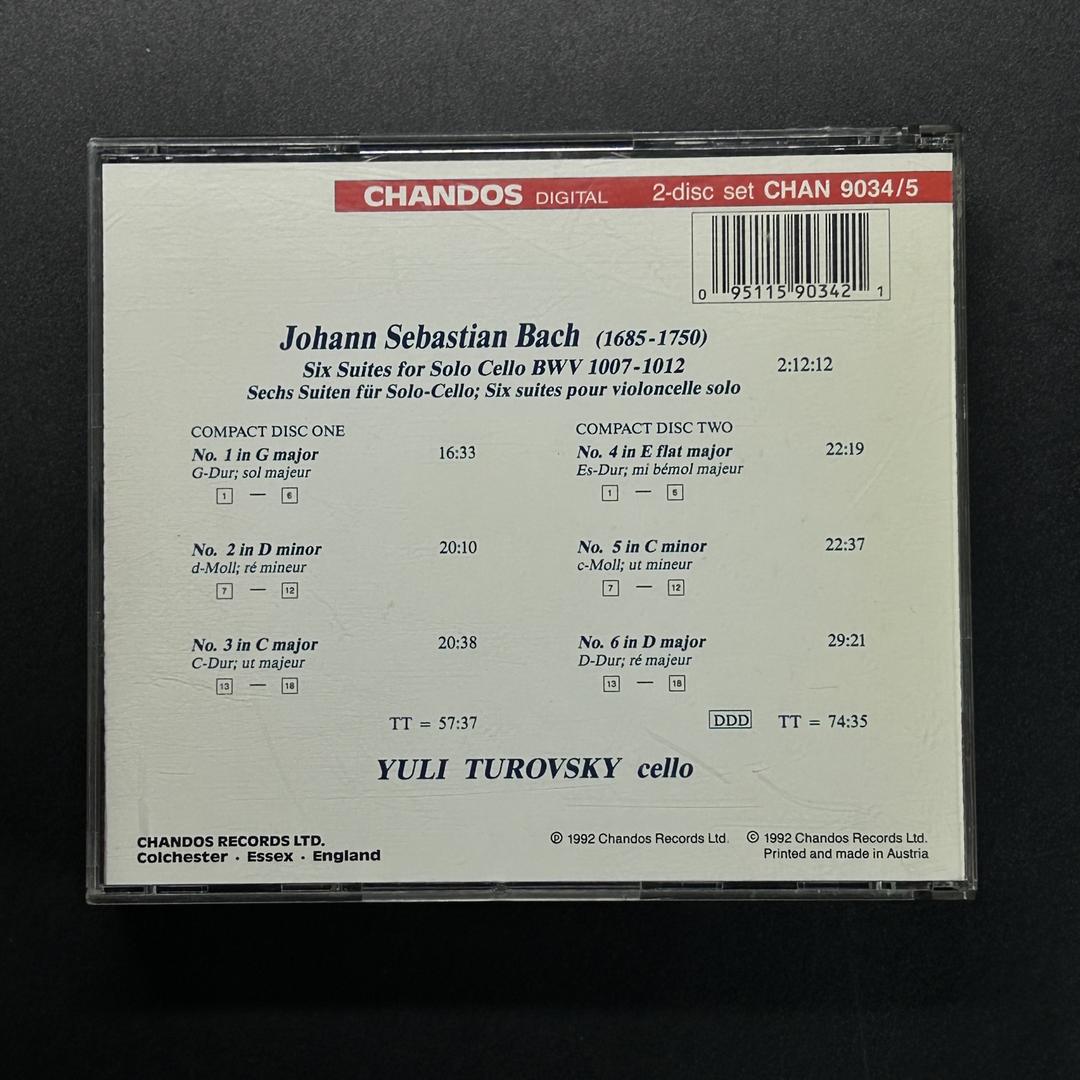 CHANDOS DIGITAL 2-disc set CHAN 9034/5
0 95115 90342 1
Johann Sebastian Bach (1685-1750)
Six Suites for Solo Cello BWV 1007-1012 2:12:12
Sechs Suiten für Solo-Cello; Six suites pour violoncelle solo
COMPACT DISC ONE
No. 1 in G major 16:33
G-Dur; sol majeur
1 — 6
No. 2 in D minor 20:10
d-Moll; ré mineur
7 — 12
No. 3 in C major 20:38
C-Dur; ut majeur
13 — 18
TT = 57:37
COMPACT DISC TWO
No. 4 in E flat major 22:19
Es-Dur; mi bémol majeur
1 — 6
No. 5 in C minor 22:37
c-Moll; ut mineur
7 — 12
No. 6 in D major 29:21
D-Dur; ré majeur
13 — 18
DDD TT = 74:35
YULI TUROVSKY cello
CHANDOS RECORDS LTD.
Colchester · Essex · England
℗ 1992 Chandos Records Ltd. © 1992 Chandos Records Ltd.
Printed and made in Austria